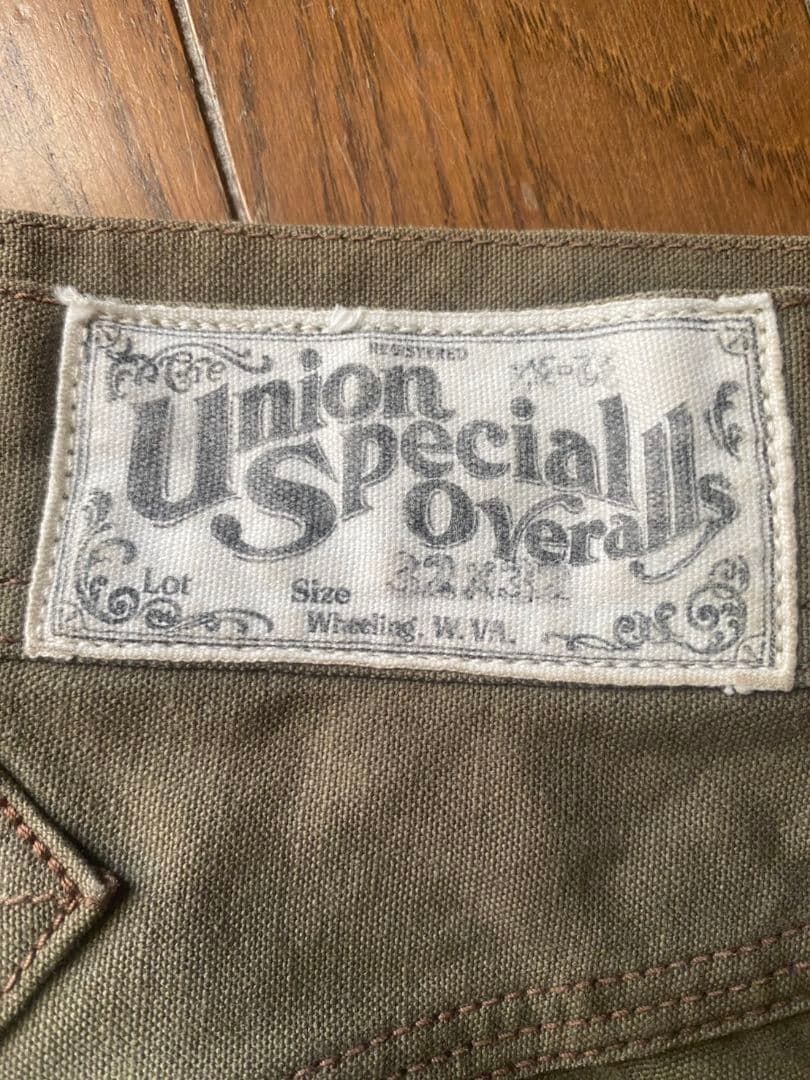 REGISTERED
Union
Special
Overalls
Lot
Size 32X32
Wheeling, W.VA.